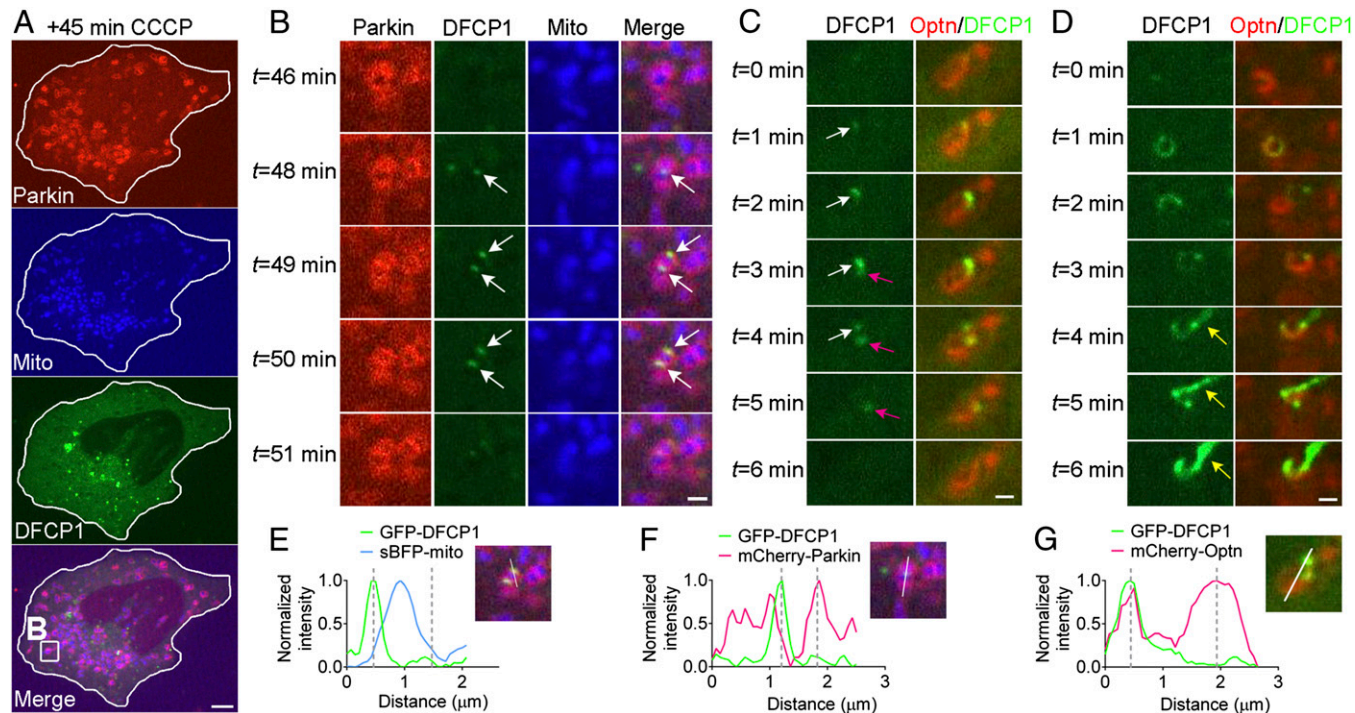 A
+45 min CCCP
Parkin
Mito
DFCP1
B
Merge
B
Parkin DFCP1 Mito Merge
t=46 min
t=48 min
t=49 min
t=50 min
t=51 min
C
DFCP1 Optn/DFCP1
t=0 min
t=1 min
t=2 min
t=3 min
t=4 min
t=5 min
t=6 min
D
DFCP1 Optn/DFCP1
t=0 min
t=1 min
t=2 min
t=3 min
t=4 min
t=5 min
t=6 min
E
GFP-DFCP1
sBFP-mito
Normalized
intensity
1.0
0.5
0.0
0 1 2
Distance (μm)
F
GFP-DFCP1
mCherry-Parkin
Normalized
intensity
1.0
0.5
0.0
0 1 2 3
Distance (μm)
G
GFP-DFCP1
mCherry-Optn
Normalized
intensity
1.0
0.5
0.0
0 1 2 3
Distance (μm)